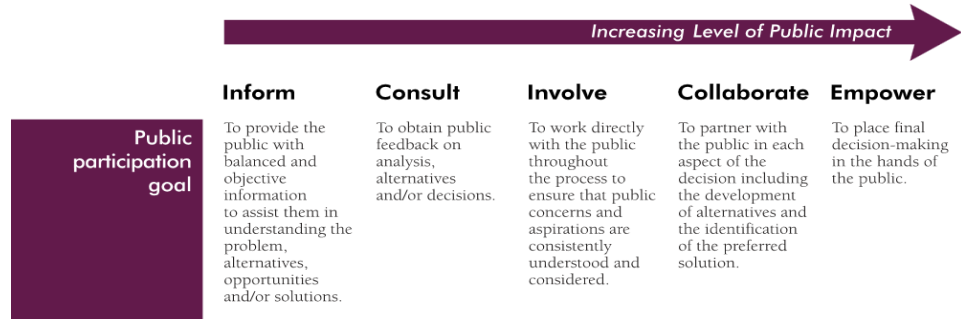 Increasing Level of Public Impact
Inform
Consult
Involve
Collaborate
Empower
Public
participation
goal
To provide the
public with
balanced and
objective
information
to assist them in
understanding the
problem,
alternatives,
opportunities
and/or solutions.
To obtain public
feedback on
analysis,
alternatives
and/or decisions.
To work directly
with the public
throughout
the process to
ensure that public
concerns and
aspirations are
consistently
understood and
considered.
To partner with
the public in each
aspect of the
decision including
the development
of alternatives and
the identification
of the preferred
solution.
To place final
decision-making
in the hands of
the public.